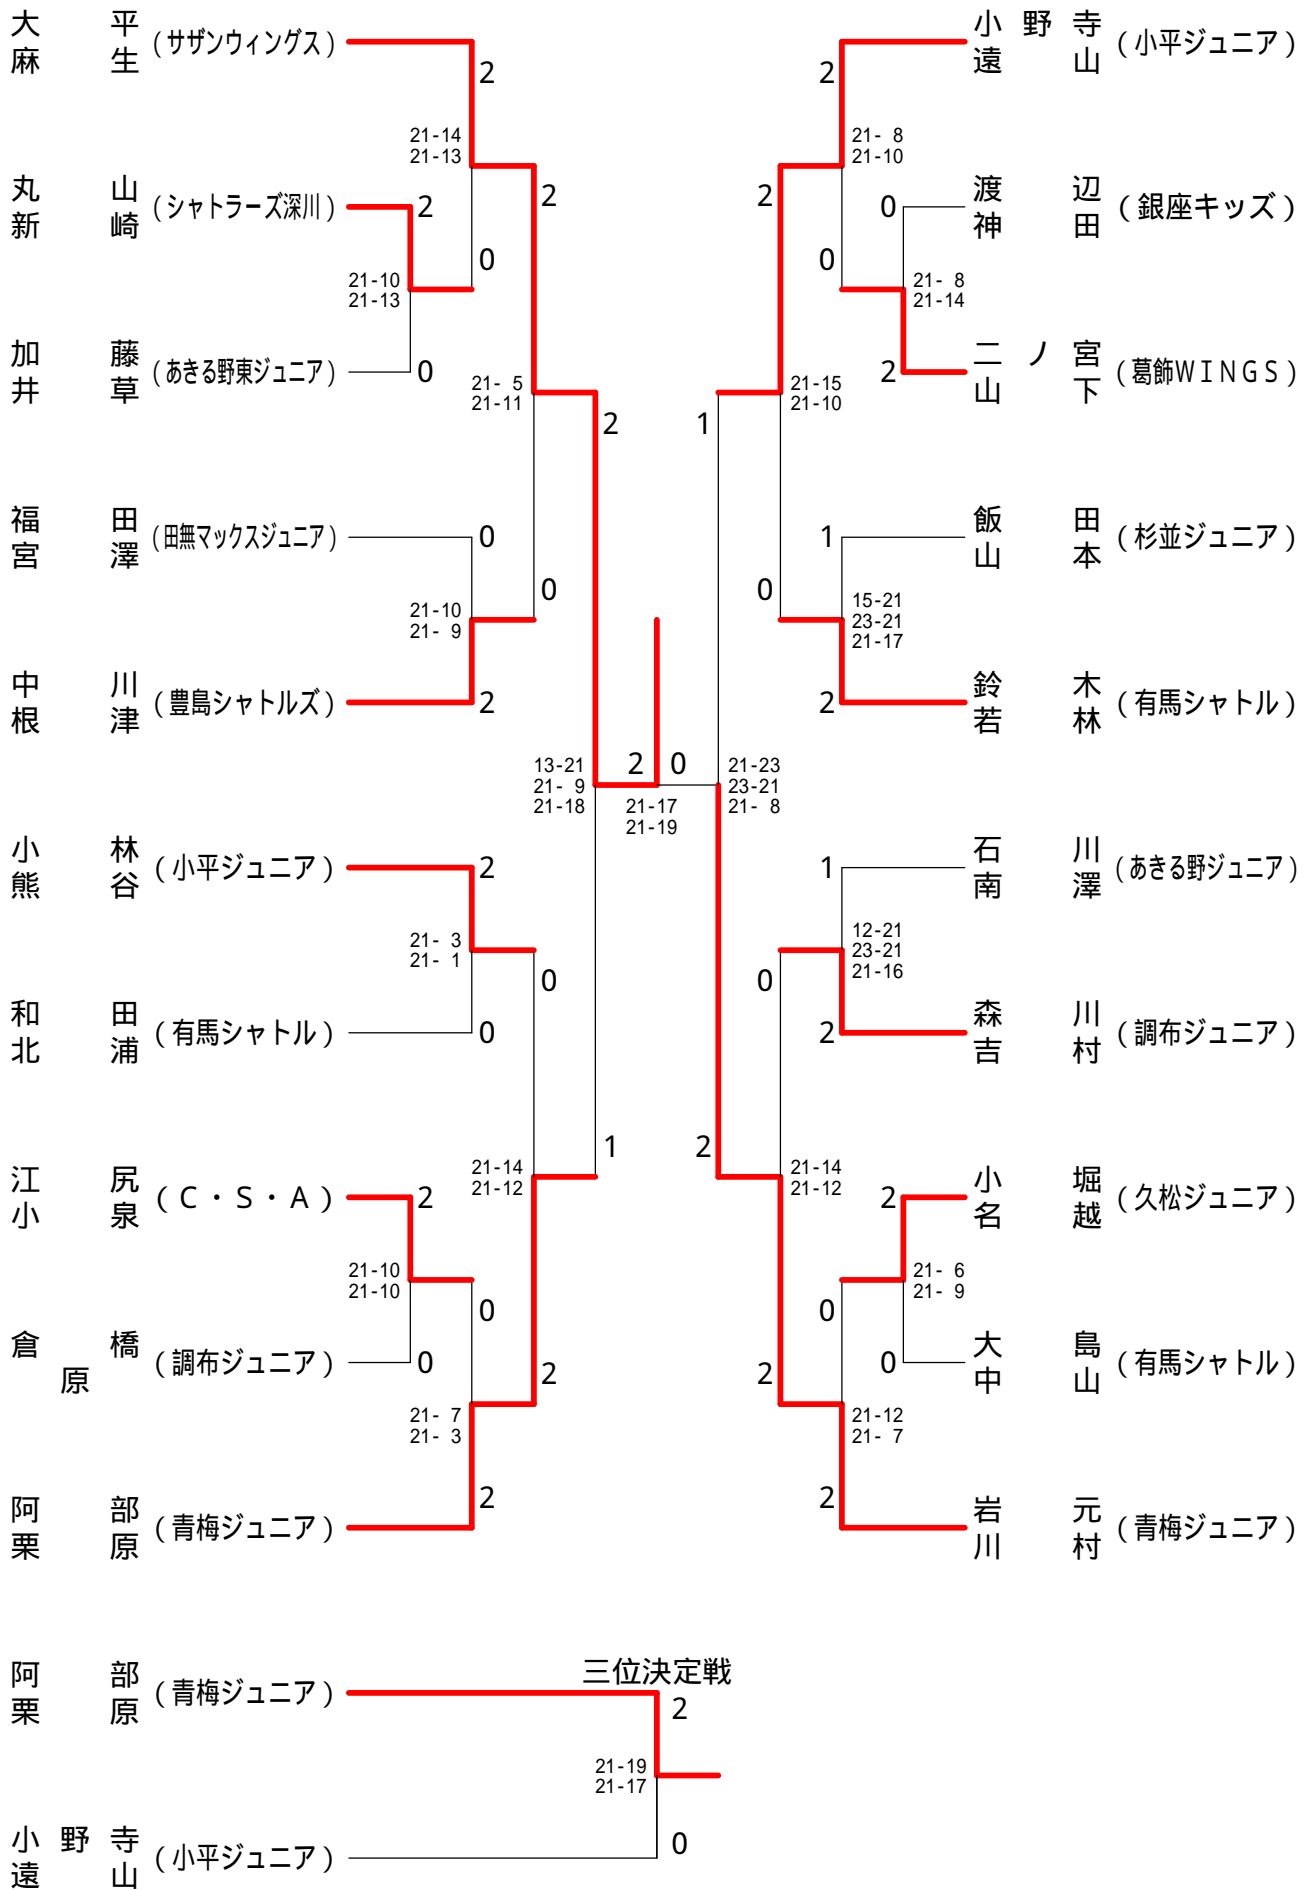 大平
麻生
(サザンウィングス)
2
21-14
21-13
2
丸山
新崎
(シャトラーズ深川)
2
0
21-10
21-13
加藤
井草
(あきる野東ジュニア)
0
21- 5
21-11
2
福田
宮澤
(田無マックスジュニア)
0
0
21-10
21- 9
中川
根津
(豊島シャトルズ)
2
13-21
21- 9
21-18
2
0
21-17
21-19
小林
熊谷
(小平ジュニア)
2
21- 3
21- 1
0
和田
北浦
(有馬シャトル)
0
1
21-14
21-12
江尻
小泉
(C・S・A)
2
21-10
21-10
0
倉橋
原
(調布ジュニア)
0
2
21- 7
21- 3
阿部
栗原
(青梅ジュニア)
2
小野寺
遠山
(小平ジュニア)
2
21- 8
21-10
2
渡辺
神田
(銀座キッズ)
0
0
21- 8
21-14
二ノ宮
山下
(葛飾WINGS)
2
21-15
21-10
1
飯田
山本
(杉並ジュニア)
1
0
15-21
23-21
21-17
鈴木
若林
(有馬シャトル)
2
21-23
23-21
21- 8
石川
南澤
(あきる野ジュニア)
1
12-21
23-21
21-16
0
森川
吉村
(調布ジュニア)
2
2
21-14
21-12
小堀
名越
(久松ジュニア)
2
21- 6
21- 9
0
大島
中山
(有馬シャトル)
0
2
21-12
21- 7
岩元
川村
(青梅ジュニア)
2
三位決定戦
阿部
栗原
(青梅ジュニア)
2
21-19
21-17
小野寺
遠山
(小平ジュニア)
0